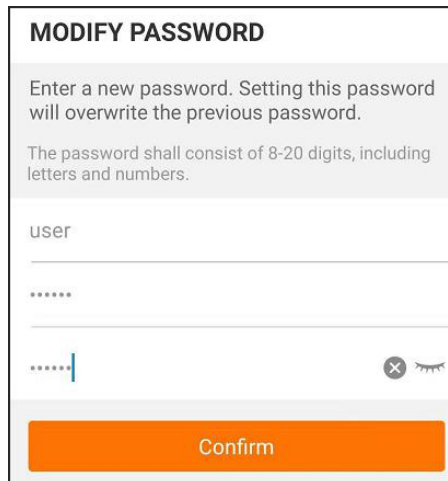 MODIFY PASSWORD
Enter a new password. Setting this password
will overwrite the previous password.
The password shall consist of 8-20 digits, including
letters and numbers.
user
••••••
••••••
Confirm